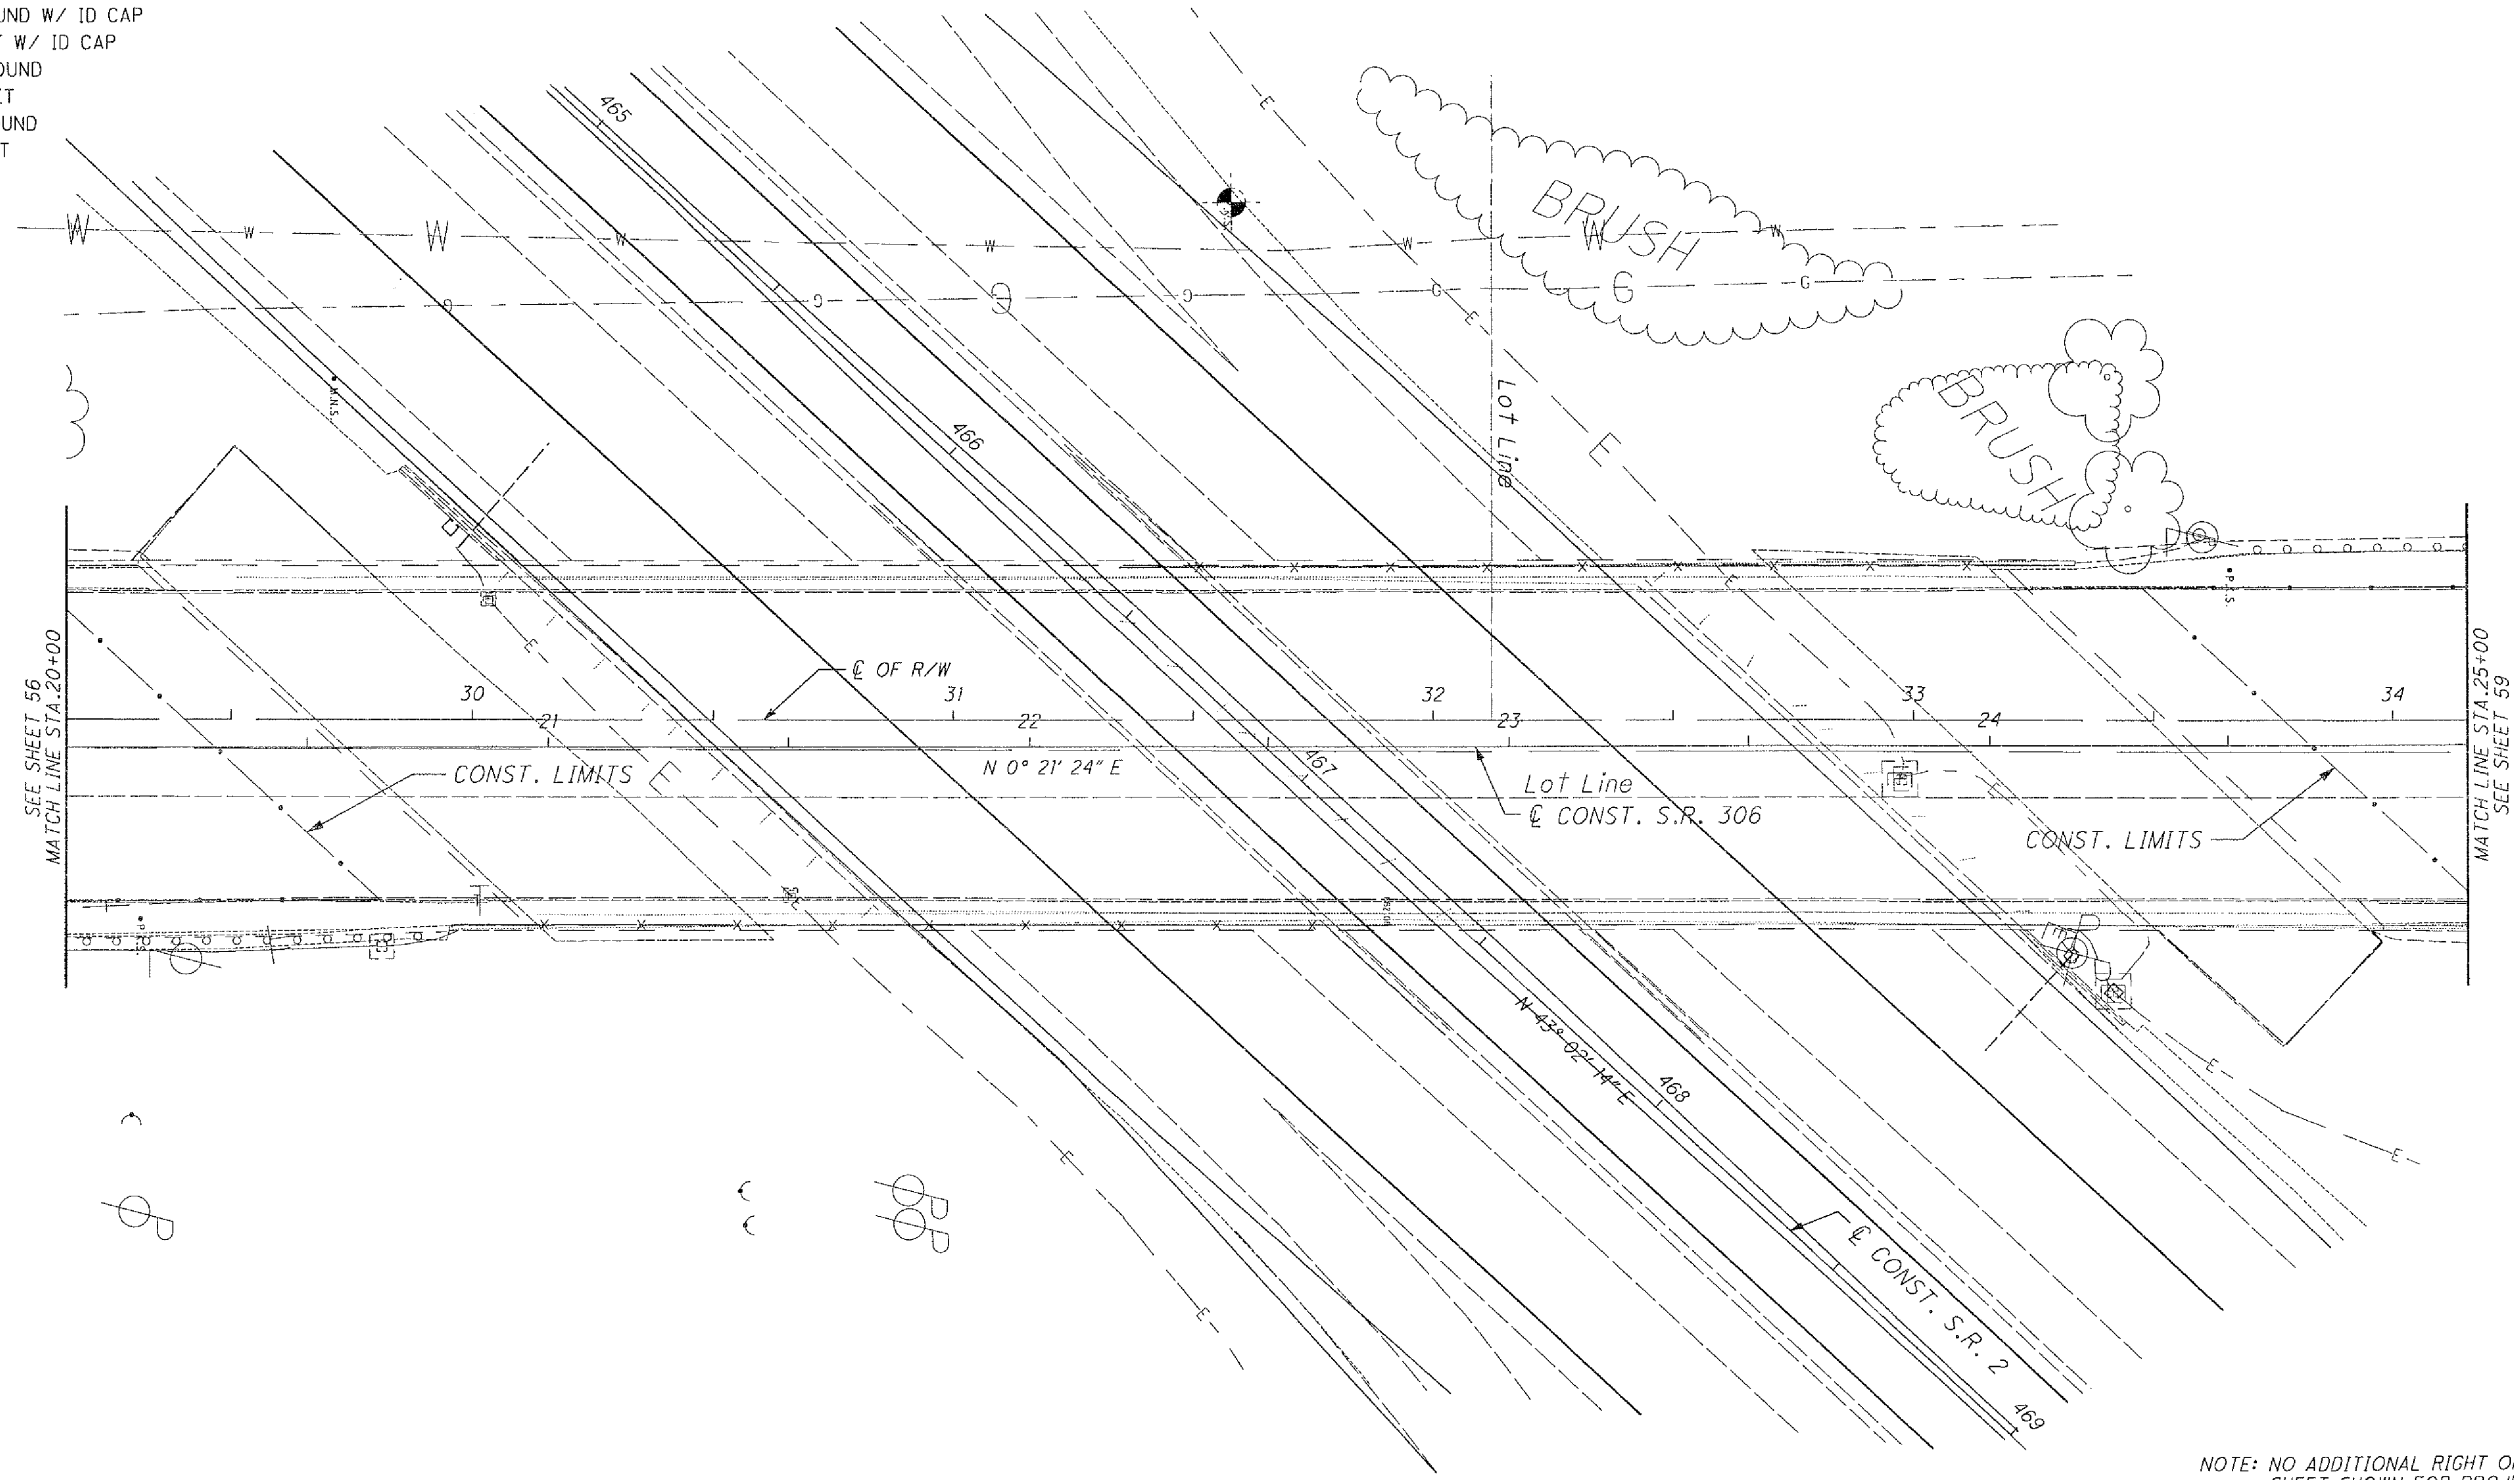 W/ ID CAP
W/ ID CAP
W
W
W
W
W
W
W
W
G
G
G
E
E
E
465
BRUSH
BRUSH
M.N.S.
466
Lot Line
P.P.S.
SEE SHEET 56
MATCH LINE STA.20+00
℄ OF R/W
30
31
32
33
34
21
22
23
24
CONST. LIMITS
N 0° 21' 24" E
467
Lot Line
℄ CONST. S.R. 306
CONST. LIMITS
MATCH LINE STA.25+00
SEE SHEET 59
E
E
E
N 43° 02' 14" E
468
E
E
E
E
℄ CONST. S.R. 2
469
NOTE: NO ADDITIONAL RIGHT